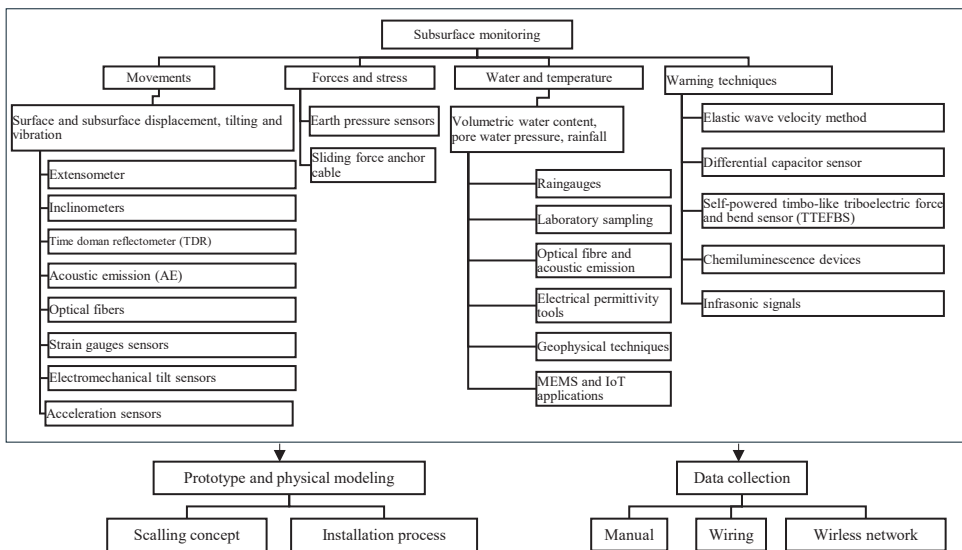 Subsurface monitoring
Movements
Forces and stress
Water and temperature
Warning techniques
Surface and subsurface displacement, tilting and
vibration
Extensometer
Inclinometers
Time doman reflectometer (TDR)
Acoustic emission (AE)
Optical fibers
Strain gauges sensors
Electromechanical tilt sensors
Acceleration sensors
Earth pressure sensors
Sliding force anchor
cable
Volumetric water content,
pore water pressure, rainfall
Raingauges
Laboratory sampling
Optical fibre and
acoustic emission
Electrical permittivity
tools
Geophysical techniques
MEMS and IoT
applications
Elastic wave velocity method
Differential capacitor sensor
Self-powered timbo-like triboelectric force
and bend sensor (TTEFBS)
Chemiluminescence devices
Infrasonic signals
Prototype and physical modeling
Scalling concept
Installation process
Data collection
Manual
Wiring
Wirless network